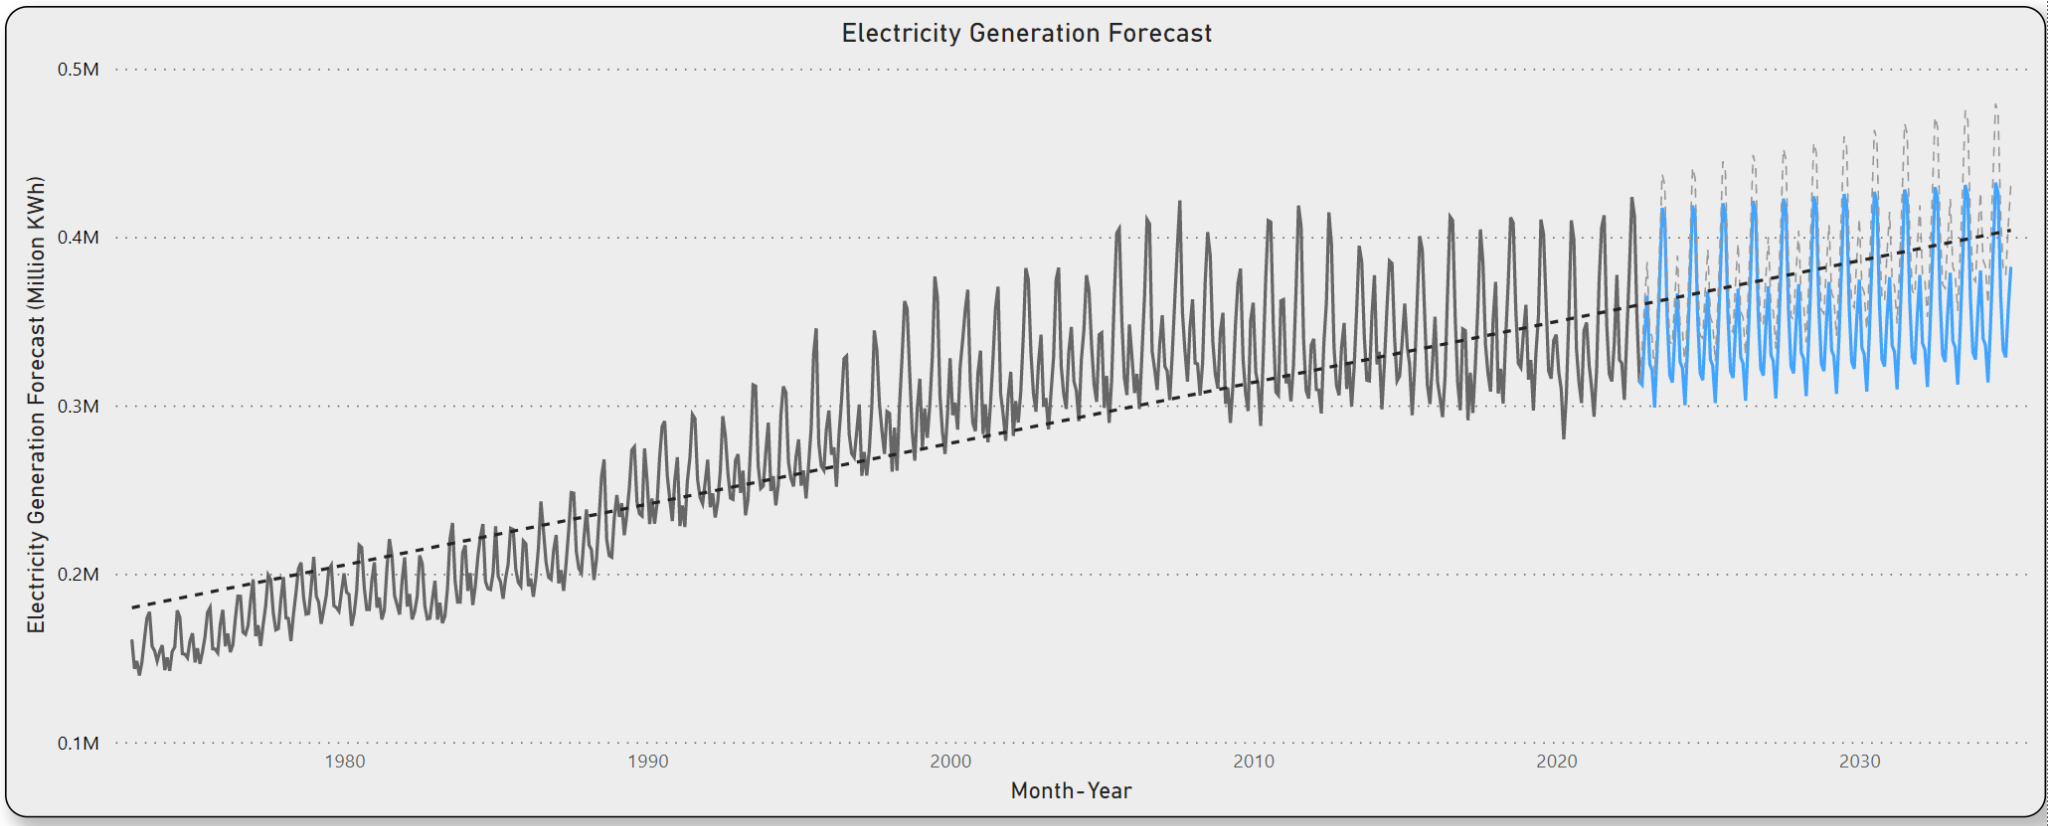 Electricity Generation Forecast
Electricity Generation Forecast (Million KWh)
0.5M
0.4M
0.3M
0.2M
0.1M
1980 1990 2000 2010 2020 2030
Month-Year